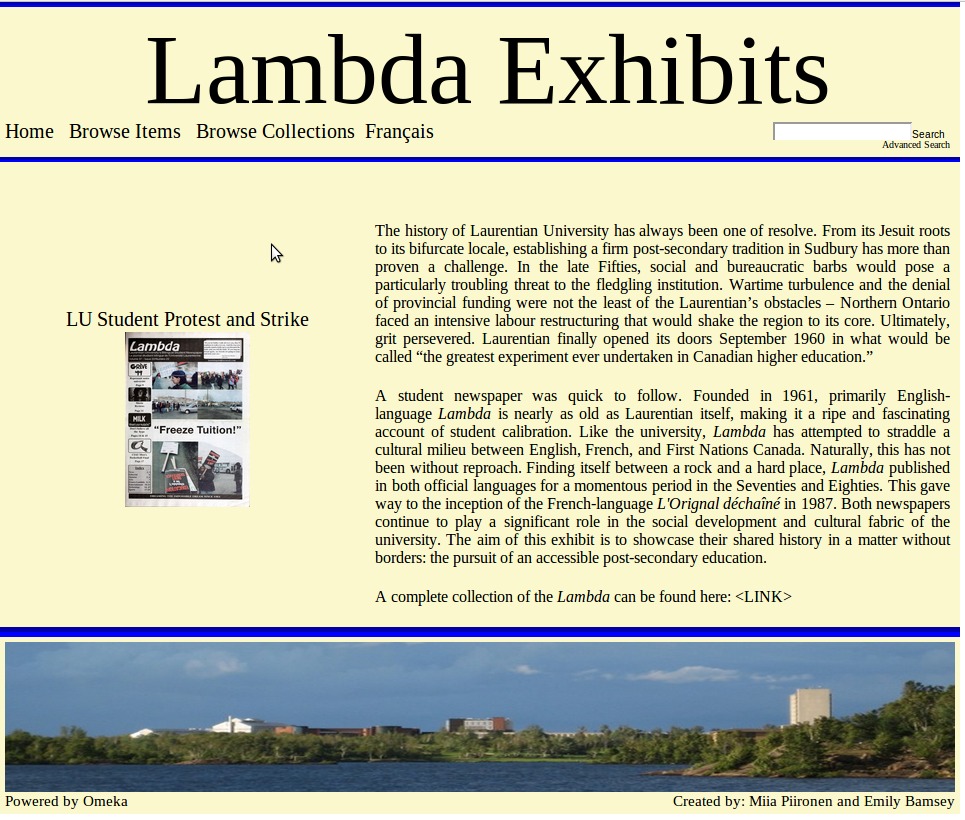 Lambda Exhibits
Home Browse Items Browse Collections Français
Search
Advanced Search
LU Student Protest and Strike
Lambda
GRÈVE
MILK
"Freeze Tuition!"
Index
The history of Laurentian University has always been one of resolve. From its Jesuit roots
to its bifurcate locale, establishing a firm post-secondary tradition in Sudbury has more than
proven a challenge. In the late Fifties, social and bureaucratic barbs would pose a
particularly troubling threat to the fledgling institution. Wartime turbulence and the denial
of provincial funding were not the least of the Laurentian’s obstacles – Northern Ontario
faced an intensive labour restructuring that would shake the region to its core. Ultimately,
grit persevered. Laurentian finally opened its doors September 1960 in what would be
called “the greatest experiment ever undertaken in Canadian higher education.”
A student newspaper was quick to follow. Founded in 1961, primarily English-
language Lambda is nearly as old as Laurentian itself, making it a ripe and fascinating
account of student calibration. Like the university, Lambda has attempted to straddle a
cultural milieu between English, French, and First Nations Canada. Naturally, this has not
been without reproach. Finding itself between a rock and a hard place, Lambda published
in both official languages for a momentous period in the Seventies and Eighties. This gave
way to the inception of the French-language L'Orignal déchaîné in 1987. Both newspapers
continue to play a significant role in the social development and cultural fabric of the
university. The aim of this exhibit is to showcase their shared history in a matter without
borders: the pursuit of an accessible post-secondary education.
A complete collection of the Lambda can be found here: <LINK>
Powered by Omeka
Created by: Miia Piironen and Emily Bamsey